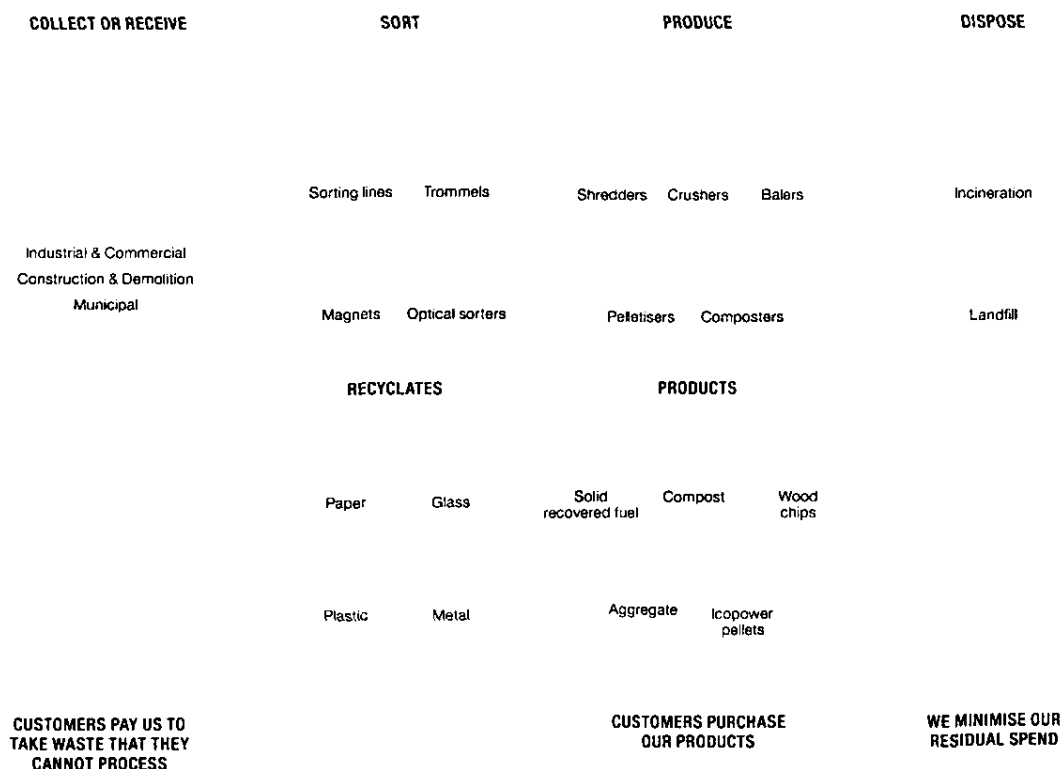 COLLECT OR RECEIVE
SORT
PRODUCE
DISPOSE
Sorting lines
Trommels
Shredders
Crushers
Balers
Incineration
Industrial & Commercial
Construction & Demolition
Municipal
Magnets
Optical sorters
Pelletisers
Composters
Landfill
RECYCLATES
PRODUCTS
Paper
Glass
Solid
recovered fuel
Compost
Wood
chips
Plastic
Metal
Aggregate
Icopower
pellets
CUSTOMERS PAY US TO
TAKE WASTE THAT THEY
CANNOT PROCESS
CUSTOMERS PURCHASE
OUR PRODUCTS
WE MINIMISE OUR
RESIDUAL SPEND